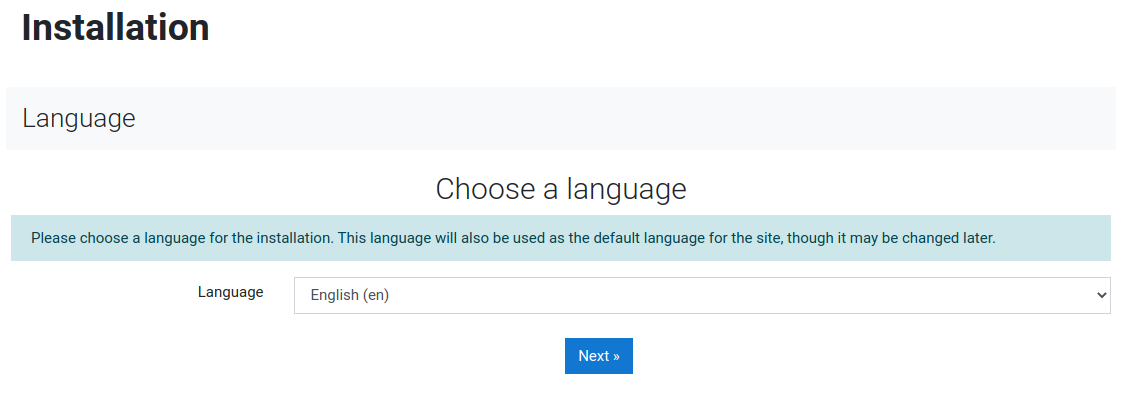 Installation
Language
Choose a language
Please choose a language for the installation. This language will also be used as the default language for the site, though it may be changed later.
Language
English (en)
Next »